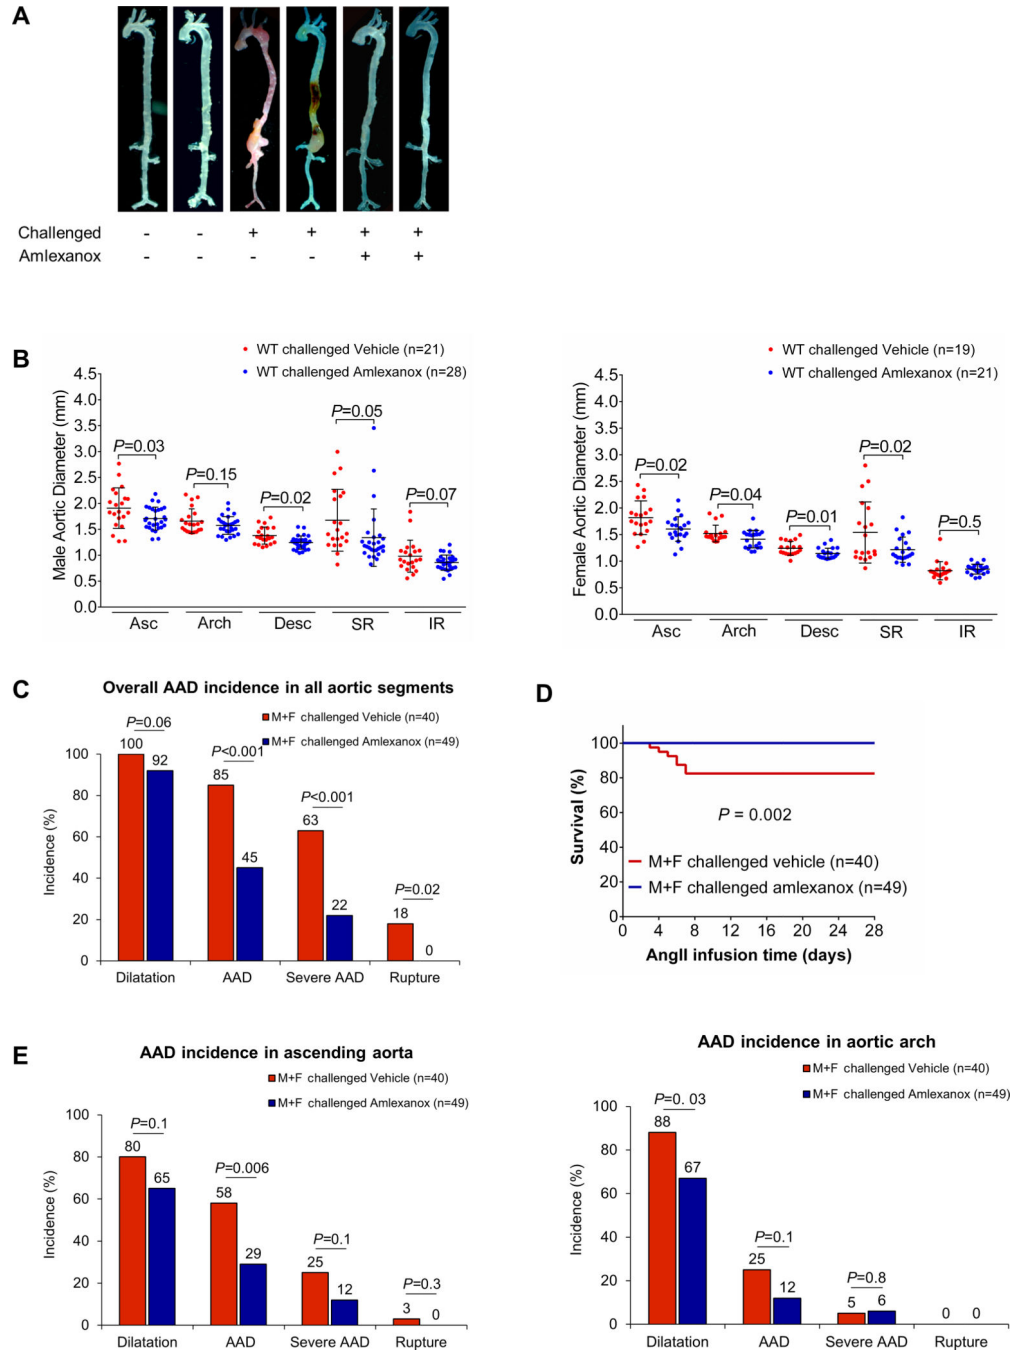 A
Challenged - - + + + +
Amlexanox - - - - + +
B
WT challenged Vehicle (n=21)
WT challenged Amlexanox (n=28)
Male Aortic Diameter (mm)
4.5
4.0
3.5
3.0
2.5
2.0
1.5
1.0
0.5
0.0
P=0.03
P=0.15
P=0.02
P=0.05
P=0.07
Asc Arch Desc SR IR
WT challenged Vehicle (n=19)
WT challenged Amlexanox (n=21)
Female Aortic Diameter (mm)
4.5
4.0
3.5
3.0
2.5
2.0
1.5
1.0
0.5
0.0
P=0.02
P=0.04
P=0.01
P=0.02
P=0.5
Asc Arch Desc SR IR
C
Overall AAD incidence in all aortic segments
M+F challenged Vehicle (n=40)
M+F challenged Amlexanox (n=49)
Incidence (%)
100
80
60
40
20
0
P=0.06
100 92
P<0.001
85 45
P<0.001
63 22
P=0.02
18 0
Dilatation AAD Severe AAD Rupture
D
Survival (%)
100
80
60
40
20
0
P = 0.002
M+F challenged vehicle (n=40)
M+F challenged amlexanox (n=49)
0 4 8 12 16 20 24 28
AngII infusion time (days)
E
AAD incidence in ascending aorta
M+F challenged Vehicle (n=40)
M+F challenged Amlexanox (n=49)
Incidence (%)
100
80
60
40
20
0
P=0.1
80 65
P=0.006
58 29
P=0.1
25 12
P=0.3
3 0
Dilatation AAD Severe AAD Rupture
AAD incidence in aortic arch
M+F challenged Vehicle (n=40)
M+F challenged Amlexanox (n=49)
Incidence (%)
100
80
60
40
20
0
P=0. 03
88 67
P=0.1
25 12
P=0.8
5 6
0 0
Dilatation AAD Severe AAD Rupture